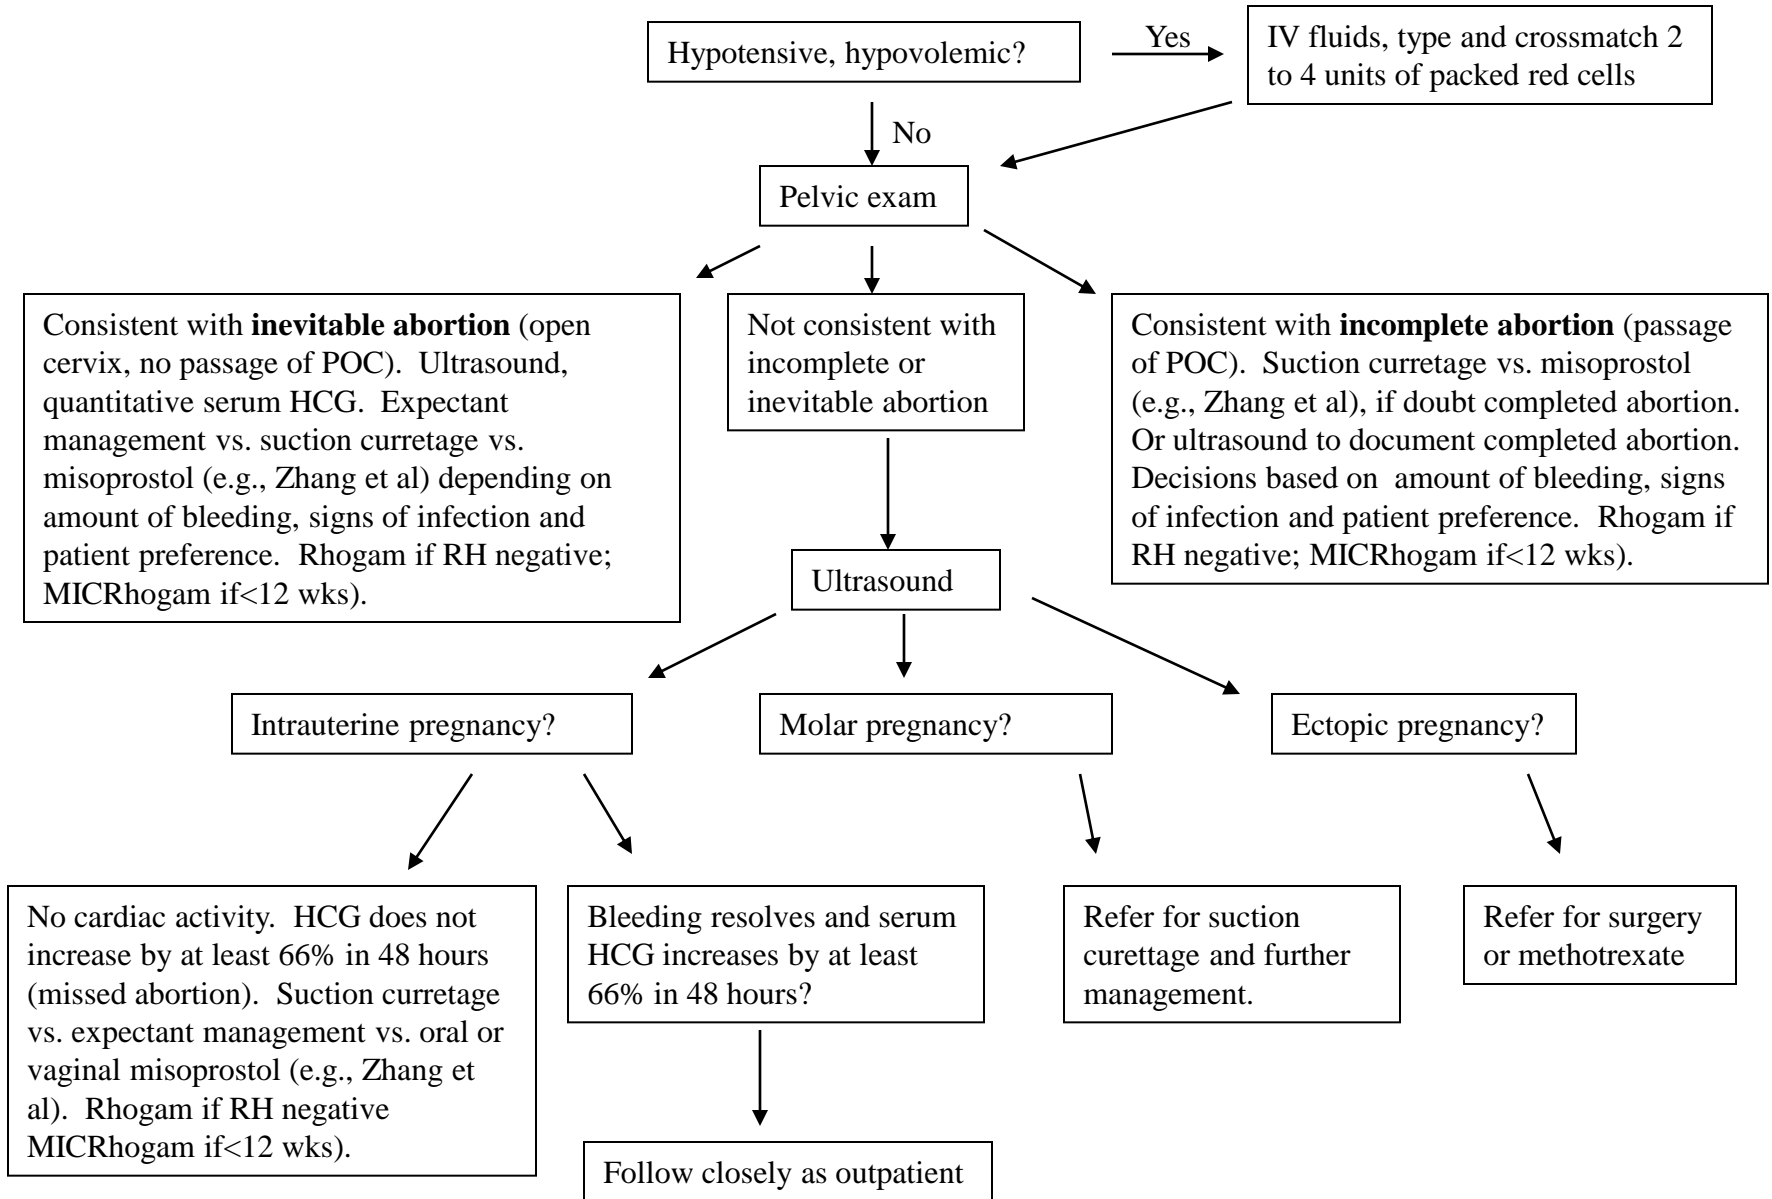 Hypotensive, hypovolemic?
Yes
IV fluids, type and crossmatch 2
to 4 units of packed red cells
No
Pelvic exam
Consistent with inevitable abortion (open
cervix, no passage of POC).  Ultrasound,
quantitative serum HCG.  Expectant
management vs. suction curretage vs.
misoprostol (e.g., Zhang et al) depending on
amount of bleeding, signs of infection and
patient preference.  Rhogam if RH negative;
MICRhogam if<12 wks).
Not consistent with
incomplete or
inevitable abortion
Consistent with incomplete abortion (passage
of POC).  Suction curretage vs. misoprostol
(e.g., Zhang et al), if doubt completed abortion.
Or ultrasound to document completed abortion.
Decisions based on  amount of bleeding, signs
of infection and patient preference.  Rhogam if
RH negative; MICRhogam if<12 wks).
Ultrasound
Intrauterine pregnancy?
Molar pregnancy?
Ectopic pregnancy?
No cardiac activity.  HCG does not
increase by at least 66% in 48 hours
(missed abortion).  Suction curretage
vs. expectant management vs. oral or
vaginal misoprostol (e.g., Zhang et
al).  Rhogam if RH negative
MICRhogam if<12 wks).
Bleeding resolves and serum
HCG increases by at least
66% in 48 hours?
Refer for suction
curettage and further
management.
Refer for surgery
or methotrexate
Follow closely as outpatient